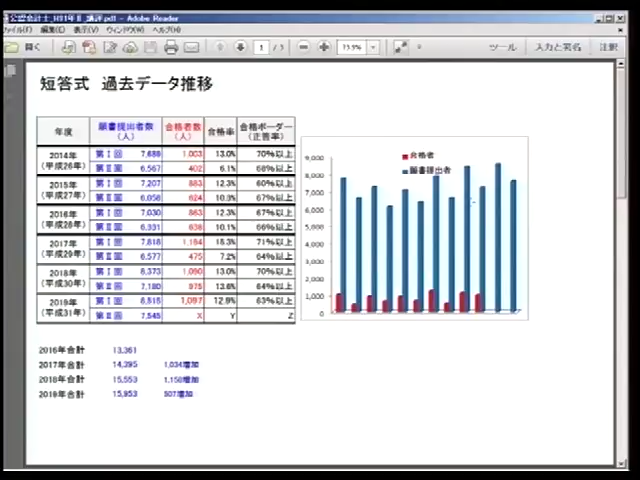 公認会計士_H31年Ⅱ_講評.pdf - Adobe Reader
ファイル(F) 編集(E) 表示(V) ウィンドウ(W) ヘルプ(H)
開く 1 / 5 ツール 入力と署名 注釈
短答式 過去データ推移
年度 願書提出者数(人) 合格者数(人) 合格率 合格ボーダー(正答率)
2014年(平成26年) 第Ⅰ回 7,689 1,003 13.0% 70%以上
第Ⅱ回 6,567 402 6.1% 68%以上
2015年(平成27年) 第Ⅰ回 7,207 883 12.3% 60%以上
第Ⅱ回 6,058 624 10.3% 67%以上
2016年(平成28年) 第Ⅰ回 7,030 863 12.3% 67%以上
第Ⅱ回 6,331 638 10.1% 66%以上
2017年(平成29年) 第Ⅰ回 7,818 1,194 15.3% 71%以上
第Ⅱ回 6,577 475 7.2% 64%以上
2018年(平成30年) 第Ⅰ回 8,373 1,090 13.0% 70%以上
第Ⅱ回 7,180 975 13.6% 64%以上
2019年(平成31年) 第Ⅰ回 8,515 1,097 12.9% 63%以上
第Ⅱ回 7,545 X Y Z
合格者
願書提出者
9,000
8,000
7,000
6,000
5,000
4,000
3,000
2,000
1,000
0
2016年合計 13,361
2017年合計 14,395 1,034増加
2018年合計 15,553 1,158増加
2019年合計 15,953 507増加